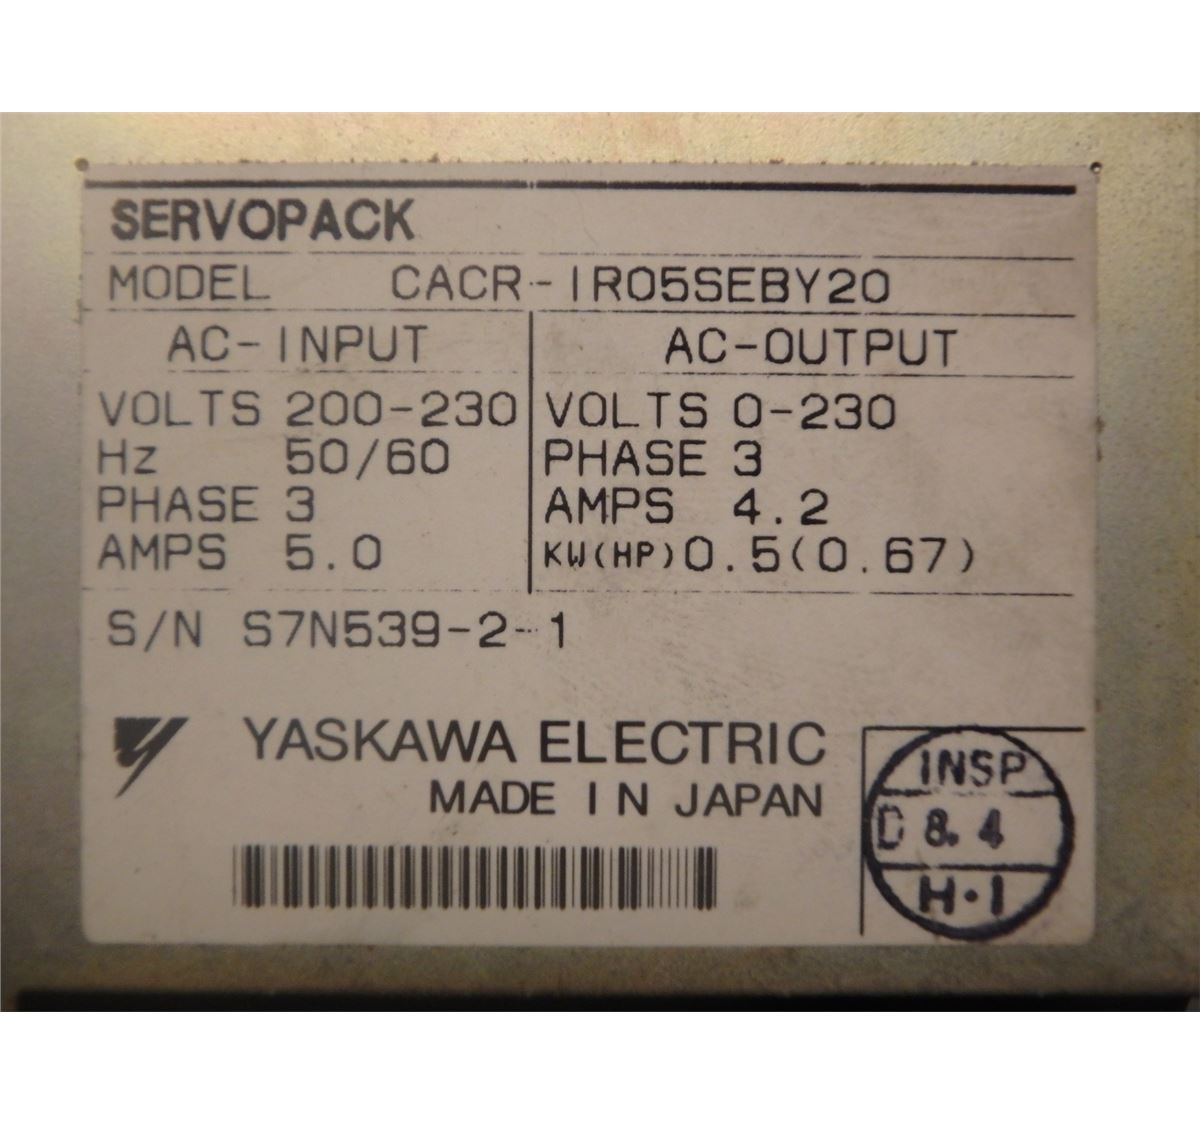 SERVOPACK
MODEL CACR-IR05SEBY20
AC-INPUT AC-OUTPUT
VOLTS 200-230 VOLTS 0-230
Hz 50/60 PHASE 3
PHASE 3 AMPS 4.2
AMPS 5.0 KW(HP) 0.5(0.67)
S/N S7N539-2-1
YASKAWA ELECTRIC
MADE IN JAPAN
INSP
D 8.4
H·I